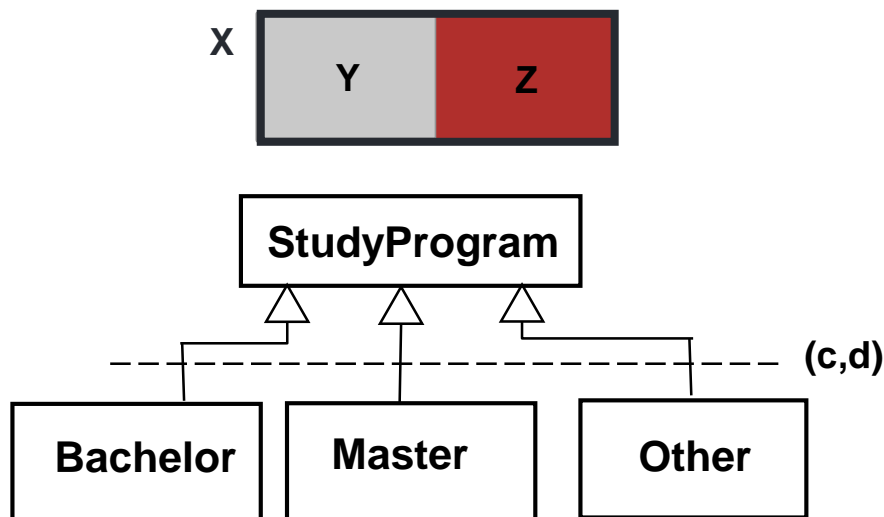 X
Y Z
StudyProgram
(c,d)
Bachelor Master Other